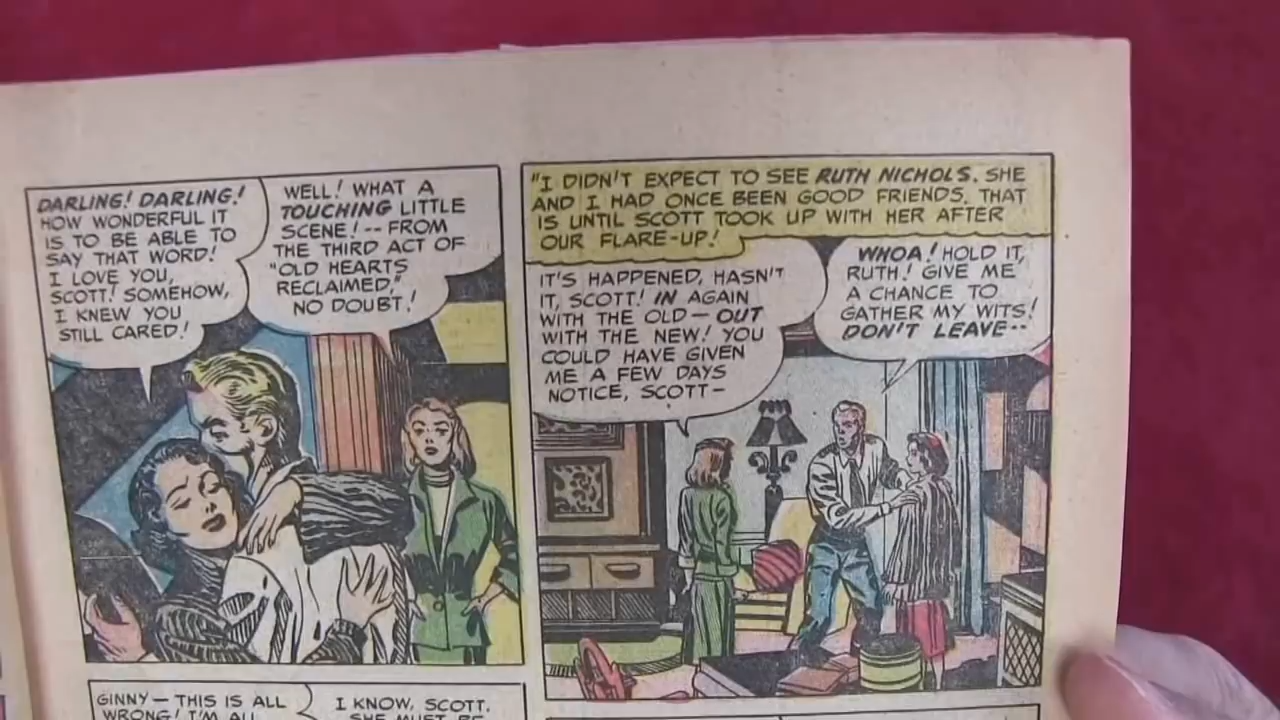 DARLING! DARLING!
HOW WONDERFUL IT
IS TO BE ABLE TO
SAY THAT WORD!
I LOVE YOU,
SCOTT! SOMEHOW,
I KNEW YOU
STILL CARED!
WELL! WHAT A
TOUCHING LITTLE
SCENE! -- FROM
THE THIRD ACT OF
"OLD HEARTS
RECLAIMED,"
NO DOUBT!
"I DIDN'T EXPECT TO SEE RUTH NICHOLS. SHE
AND I HAD ONCE BEEN GOOD FRIENDS. THAT
IS UNTIL SCOTT TOOK UP WITH HER AFTER
OUR FLARE-UP!
IT'S HAPPENED, HASN'T
IT, SCOTT! IN AGAIN
WITH THE OLD — OUT
WITH THE NEW! YOU
COULD HAVE GIVEN
ME A FEW DAYS
NOTICE, SCOTT —
WHOA! HOLD IT,
RUTH! GIVE ME
A CHANCE TO
GATHER MY WITS!
DON'T LEAVE --
GINNY — THIS IS ALL
WRONG! I'M ALL
I KNOW, SCOTT.
SHE MUST BE